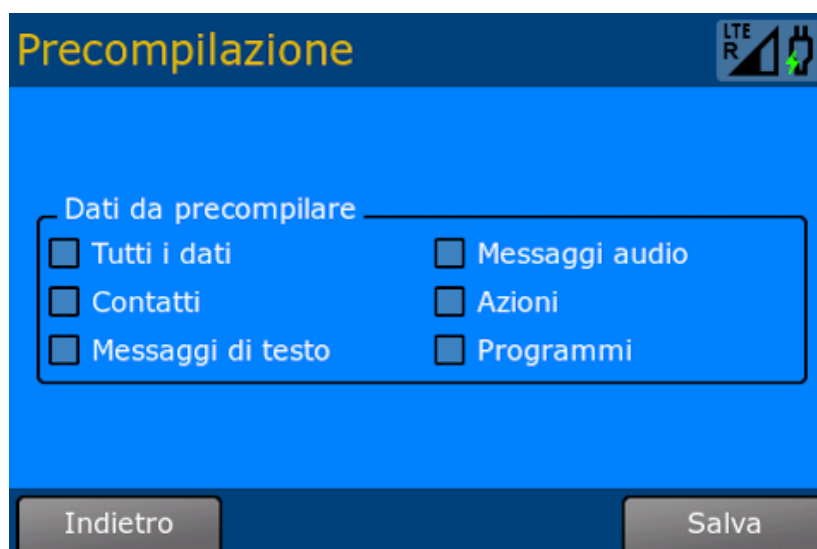 Precompilazione
LTE
R
Dati da precompilare
Tutti i dati
Messaggi audio
Contatti
Azioni
Messaggi di testo
Programmi
Indietro
Salva